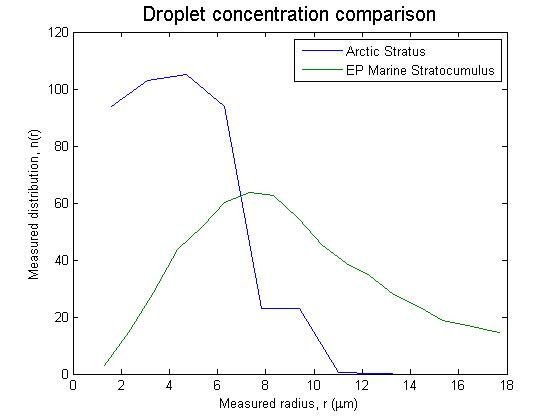 Droplet concentration comparison
Arctic Stratus
EP Marine Stratocumulus
Measured distribution, n(r)
120
100
80
60
40
20
0
0 2 4 6 8 10 12 14 16 18
Measured radius, r (μm)